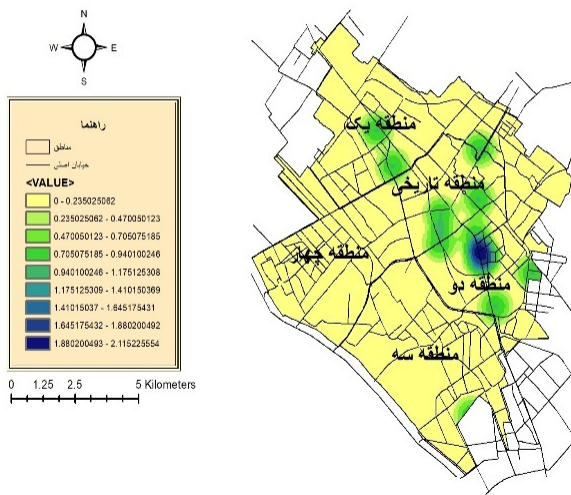 N
W E
S
راهنما
مناطق
خیابان اصلی
<VALUE>
0 - 0.235025062
0.235025062 - 0.470050123
0.470050123 - 0.705075185
0.705075185 - 0.940100246
0.940100246 - 1.175125308
1.175125309 - 1.410150369
1.41015037 - 1.645175431
1.645175432 - 1.880200492
1.880200493 - 2.115225554
0 1.25 2.5 5 Kilometers
منطقه یک
منطقه تاریخی
منطقه چهار
منطقه دو
منطقه سه